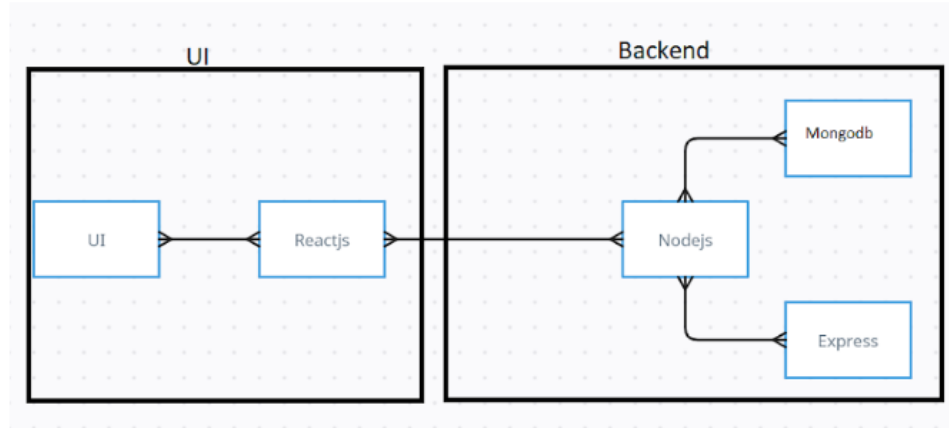 UI
Backend
Mongodb
UI
Reactjs
Nodejs
Express